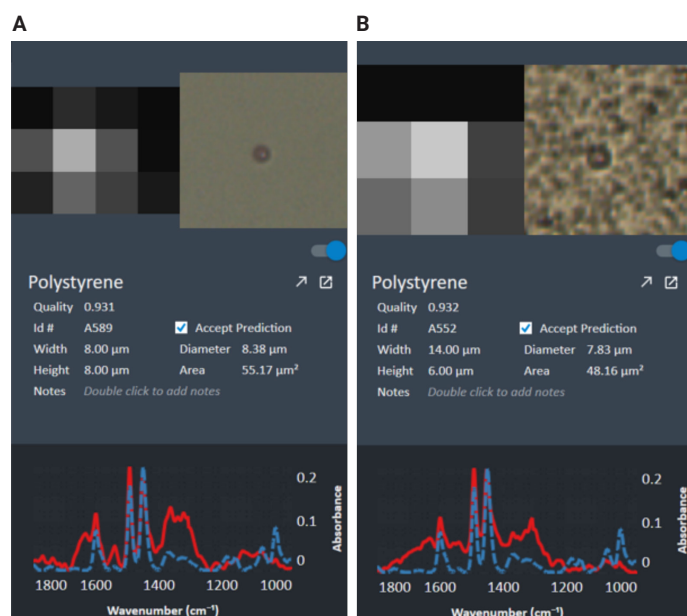 A
Polystyrene
Quality 0.931
Id # A589 Accept Prediction
Width 8.00 μm Diameter 8.38 μm
Height 8.00 μm Area 55.17 μm²
Notes Double click to add notes
0.2
0.1
0
Absorbance
1800 1600 1400 1200 1000
Wavenumber (cm⁻¹)
B
Polystyrene
Quality 0.932
Id # A552 Accept Prediction
Width 14.00 μm Diameter 7.83 μm
Height 6.00 μm Area 48.16 μm²
Notes Double click to add notes
0.2
0.1
0
Absorbance
1800 1600 1400 1200 1000
Wavenumber (cm⁻¹)